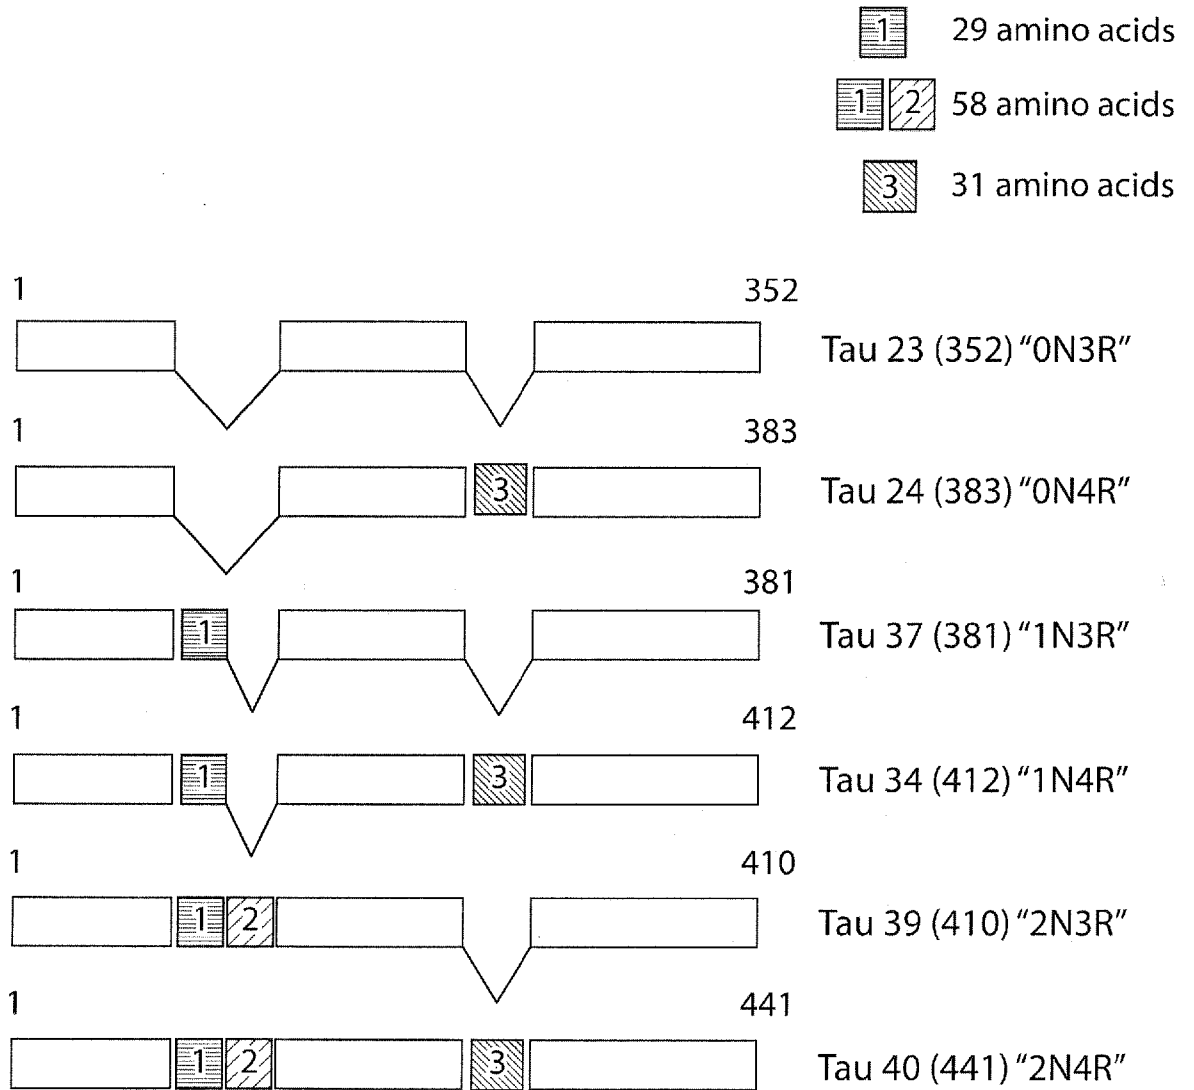 1 29 amino acids
1 2 58 amino acids
3 31 amino acids
1 352
Tau 23 (352) "0N3R"
1 383
3 Tau 24 (383) "0N4R"
1 381
1 Tau 37 (381) "1N3R"
1 412
1 3 Tau 34 (412) "1N4R"
1 410
1 2 Tau 39 (410) "2N3R"
1 441
1 2 3 Tau 40 (441) "2N4R"